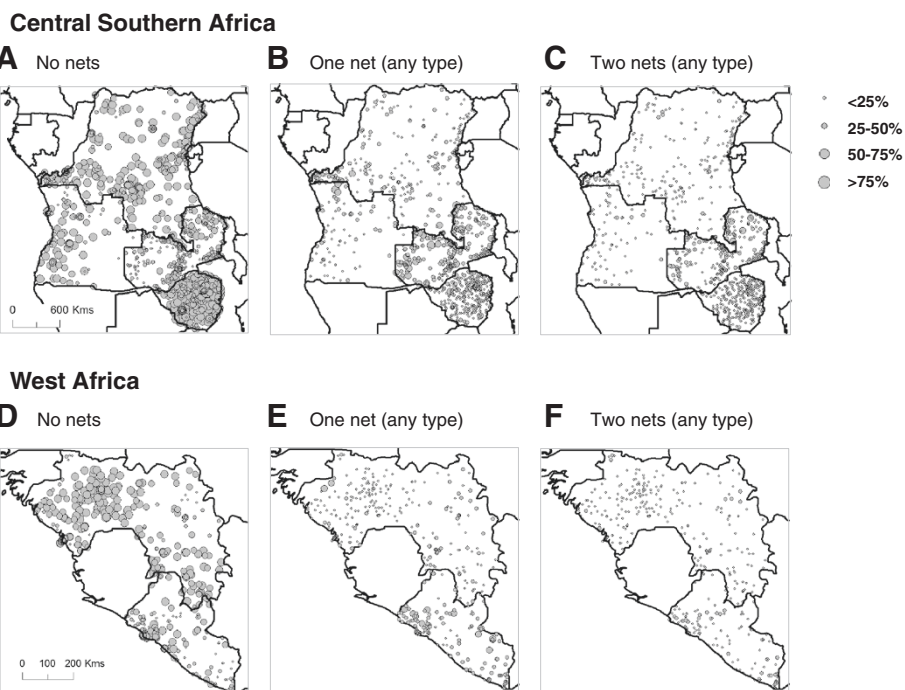 Central Southern Africa
A No nets
B One net (any type)
C Two nets (any type)
<25%
25-50%
50-75%
>75%
0 600 Kms
West Africa
D No nets
E One net (any type)
F Two nets (any type)
0 100 200 Kms